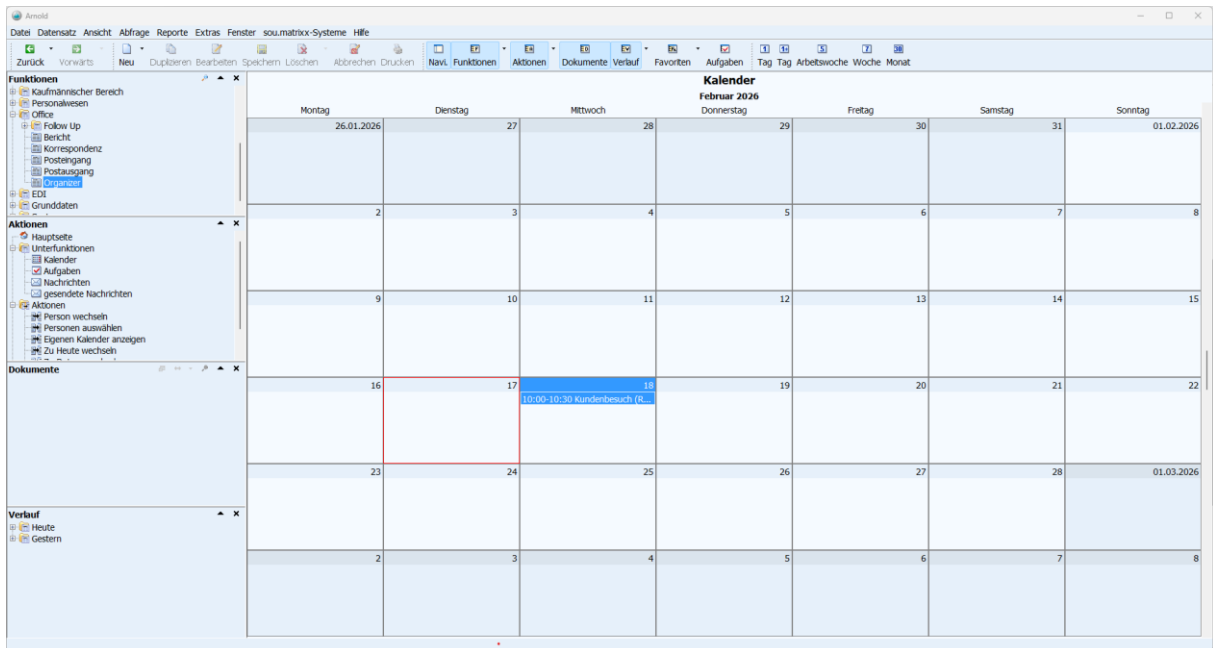 Arnold
Datei Datensatz Ansicht Abfrage Reporte Extras Fenster sou.matrixx-Systeme Hilfe
Zurück Vorwärts Neu Duplizieren Bearbeiten Speichern Löschen Abbrechen Drucken Navi. Funktionen Aktionen Dokumente Verlauf Favoriten Aufgaben Tag Tag Arbeitswoche Woche Monat
Funktionen
Kaufmännischer Bereich
Personalwesen
Office
Follow Up
Bericht
Korrespondenz
Posteingang
Postausgang
Organizer
EDI
Grunddaten
Aktionen
Hauptseite
Unterfunktionen
Kalender
Aufgaben
Nachrichten
gesendete Nachrichten
Aktionen
Person wechseln
Personen auswählen
Eigenen Kalender anzeigen
Zu Heute wechseln
Dokumente
Verlauf
Heute
Gestern
Kalender
Februar 2026
Montag Dienstag Mittwoch Donnerstag Freitag Samstag Sonntag
26.01.2026 27 28 29 30 31 01.02.2026
2 3 4 5 6 7 8
9 10 11 12 13 14 15
16 17 18 19 20 21 22
10:00-10:30 Kundenbesuch (R...
23 24 25 26 27 28 01.03.2026
2 3 4 5 6 7 8